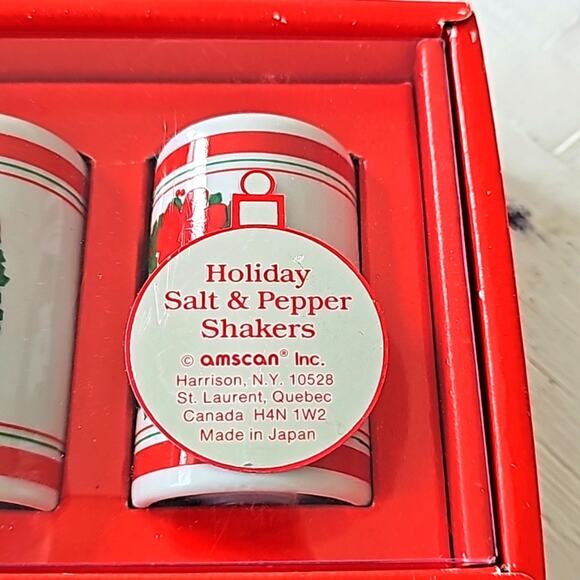 Holiday
Salt & Pepper
Shakers
© amscan® Inc.
Harrison, N.Y. 10528
St. Laurent, Quebec
Canada H4N 1W2
Made in Japan